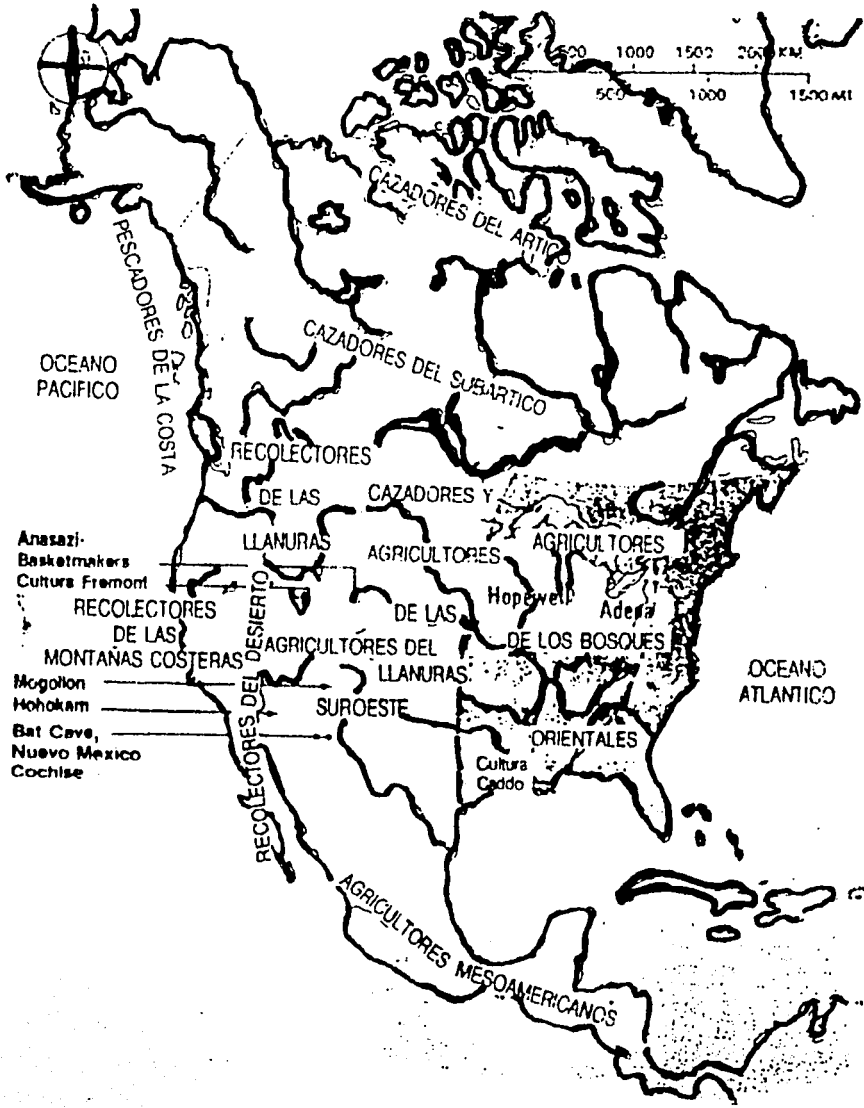 500 1000 1500 2000 KM
500 1000 1500 MI
CAZADORES DEL ARTICO
PESCADORES DE LA COSTA
CAZADORES DEL SUBARTICO
OCEANO
PACIFICO
RECOLECTORES
DE LAS
LLANURAS
CAZADORES Y
AGRICULTORES
DE LAS
LLANURAS
AGRICULTORES
DE LOS BOSQUES
ORIENTALES
Hopewell
Adena
Anasazi-
Basketmakers
Cultura Fremont
RECOLECTORES
DE LAS
MONTAÑAS COSTERAS
RECOLECTORES DEL DESIERTO
AGRICULTORES DEL
SUROESTE
Mogollon
Hohokam
Bat Cave,
Nuevo Mexico
Cochise
Cultura
Caddo
OCEANO
ATLANTICO
AGRICULTORES MESOAMERICANOS